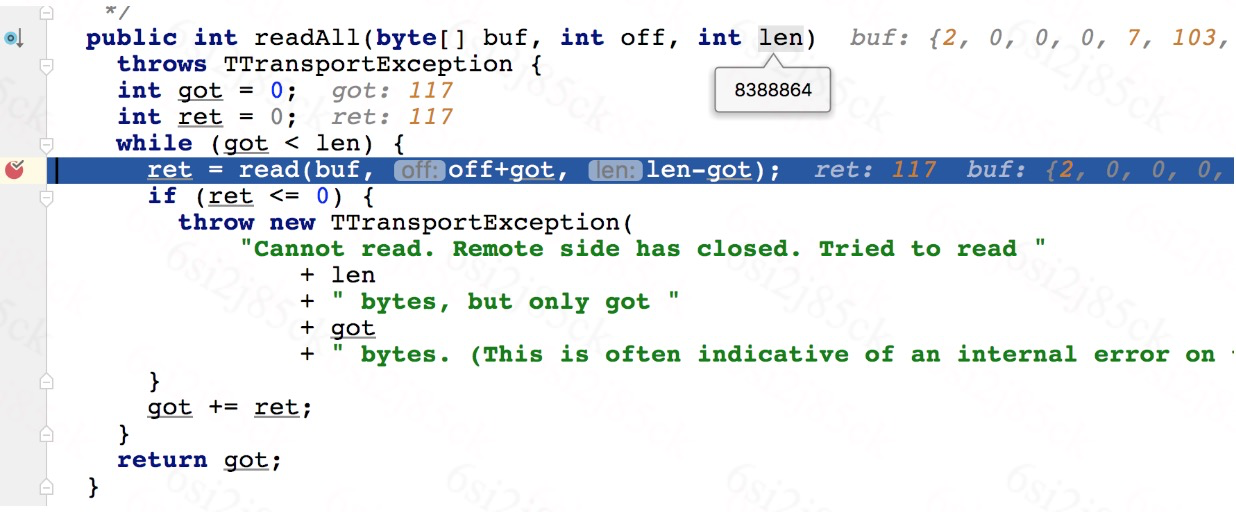 */
public int readAll(byte[] buf, int off, int len)  buf: {2, 0, 0, 0, 7, 103,
throws TTransportException {
8388864
int got = 0;  got: 117
int ret = 0;  ret: 117
while (got < len) {
ret = read(buf, off: off+got, len: len-got);  ret: 117  buf: {2, 0, 0, 0,
if (ret <= 0) {
throw new TTransportException(
"Cannot read. Remote side has closed. Tried to read "
+ len
+ " bytes, but only got "
+ got
+ " bytes. (This is often indicative of an internal error on
}
got += ret;
}
return got;
}
6si2j85ck